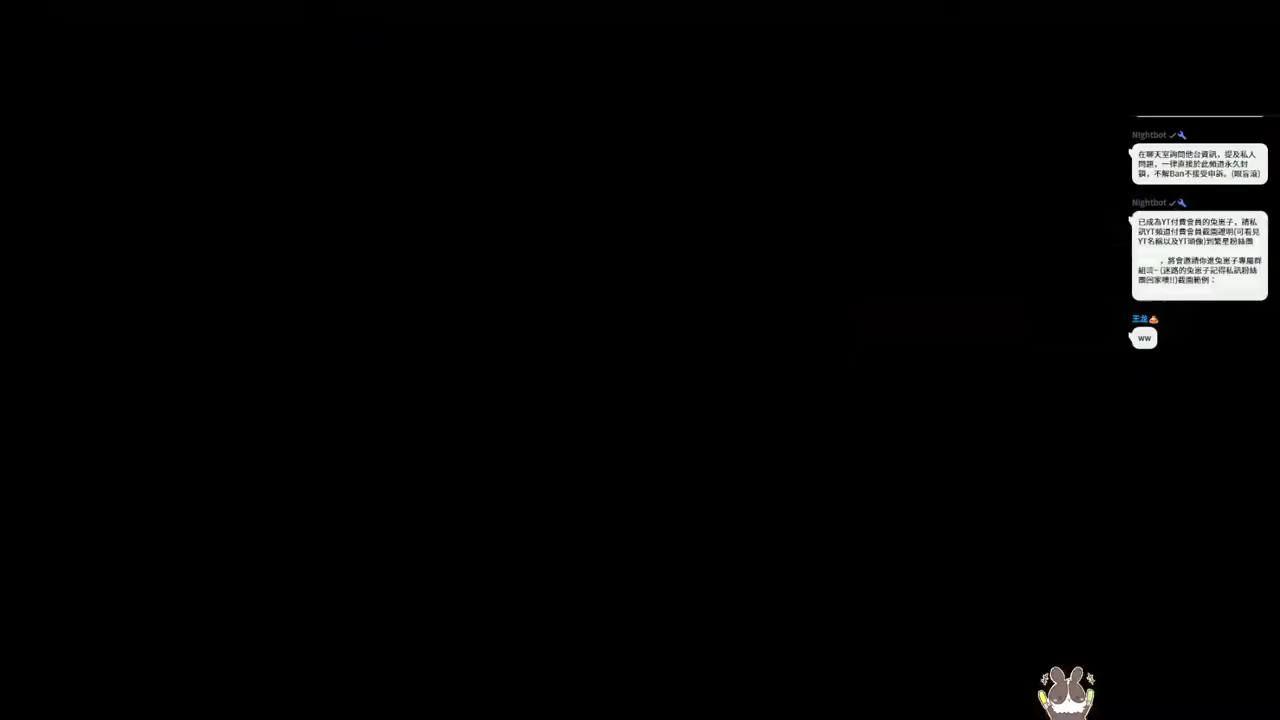 Nightbot
在聊天室詢問他台資訊，提及私人
問題，一律直接於此頻道永久封
鎖，不解Ban不接受申訴。(眼盲滾)
Nightbot
已成為YT付費會員的兔崽子，請私
訊YT頻道付費會員截圖證明(可看見
YT名稱以及YT頭像)到繁星粉絲團
，將會邀請你進兔崽子專屬群
組唷~ (迷路的兔崽子記得私訊粉絲
團回家噢!!)截圖範例：
王龙
ww